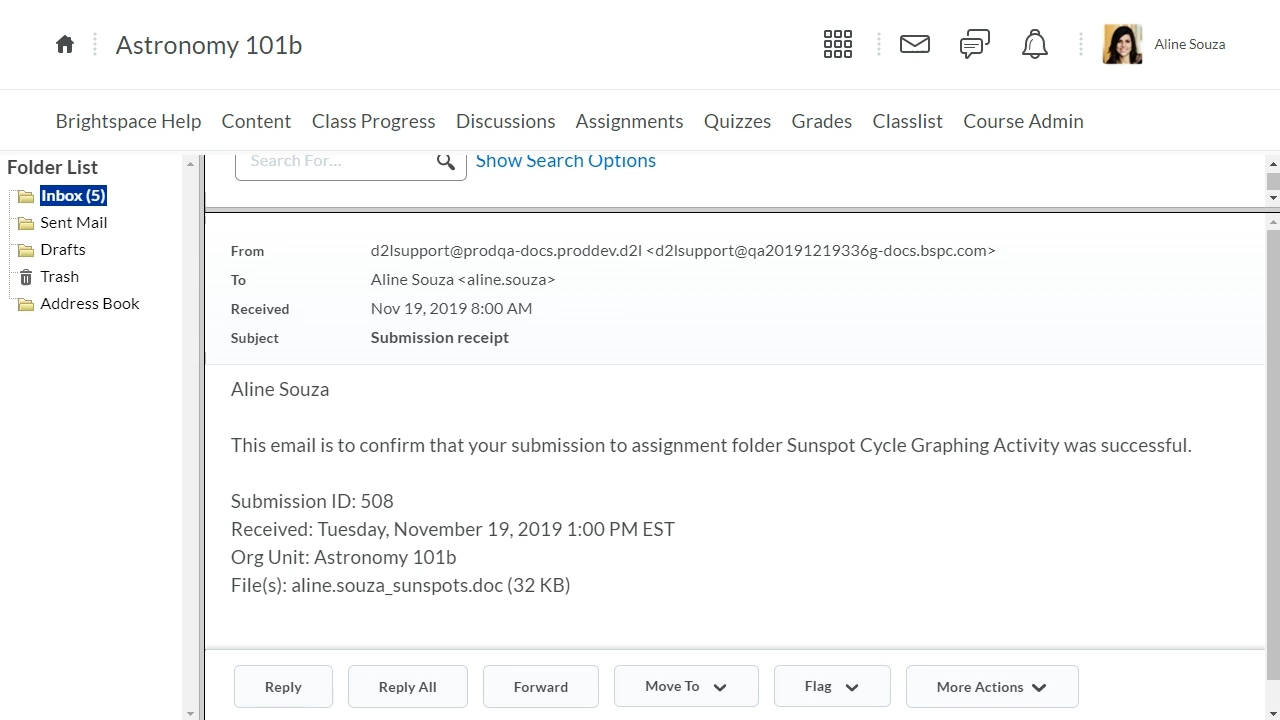 Astronomy 101b
Aline Souza
Brightspace Help Content Class Progress Discussions Assignments Quizzes Grades Classlist Course Admin
Folder List
Inbox (5)
Sent Mail
Drafts
Trash
Address Book
Search For... Show Search Options
From d2lsupport@prodqa-docs.proddev.d2l <d2lsupport@qa20191219336g-docs.bspc.com>
To Aline Souza <aline.souza>
Received Nov 19, 2019 8:00 AM
Subject Submission receipt
Aline Souza
This email is to confirm that your submission to assignment folder Sunspot Cycle Graphing Activity was successful.
Submission ID: 508
Received: Tuesday, November 19, 2019 1:00 PM EST
Org Unit: Astronomy 101b
File(s): aline.souza_sunspots.doc (32 KB)
Reply Reply All Forward Move To Flag More Actions